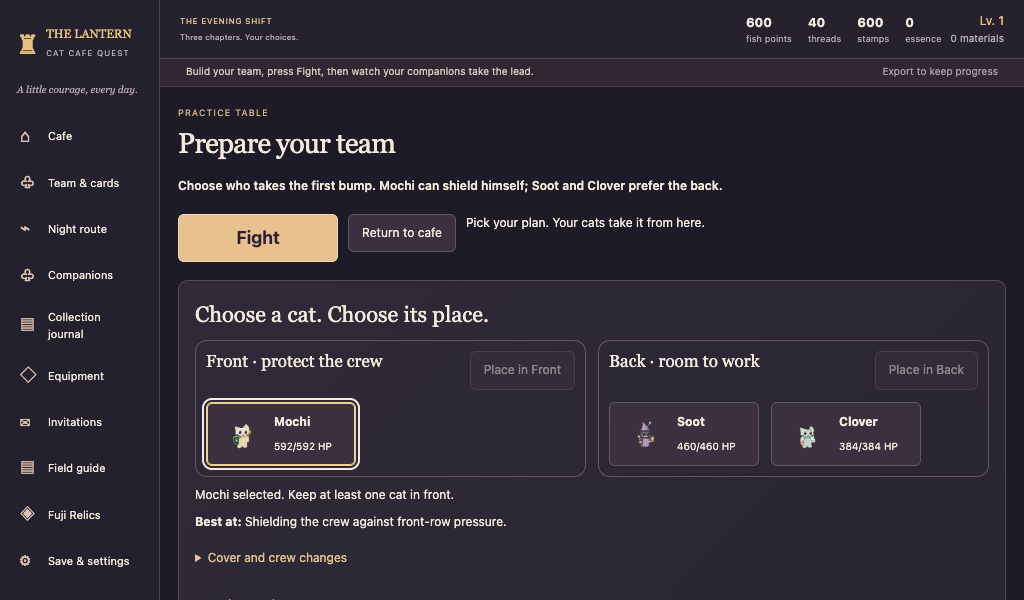 THE LANTERN
CAT CAFE QUEST
A little courage, every day.
Cafe
Team & cards
Night route
Companions
Collection
journal
Equipment
Invitations
Field guide
Fuji Relics
Save & settings
THE EVENING SHIFT
Three chapters. Your choices.
600
fish points
40
threads
600
stamps
0
essence
Lv. 1
0 materials
Build your team, press Fight, then watch your companions take the lead.
Export to keep progress
PRACTICE TABLE
Prepare your team
Choose who takes the first bump. Mochi can shield himself; Soot and Clover prefer the back.
Fight
Return to cafe
Pick your plan. Your cats take it from here.
Choose a cat. Choose its place.
Front · protect the crew
Place in Front
Mochi
592/592 HP
Back · room to work
Place in Back
Soot
460/460 HP
Clover
384/384 HP
Mochi selected. Keep at least one cat in front.
Best at: Shielding the crew against front-row pressure.
Cover and crew changes